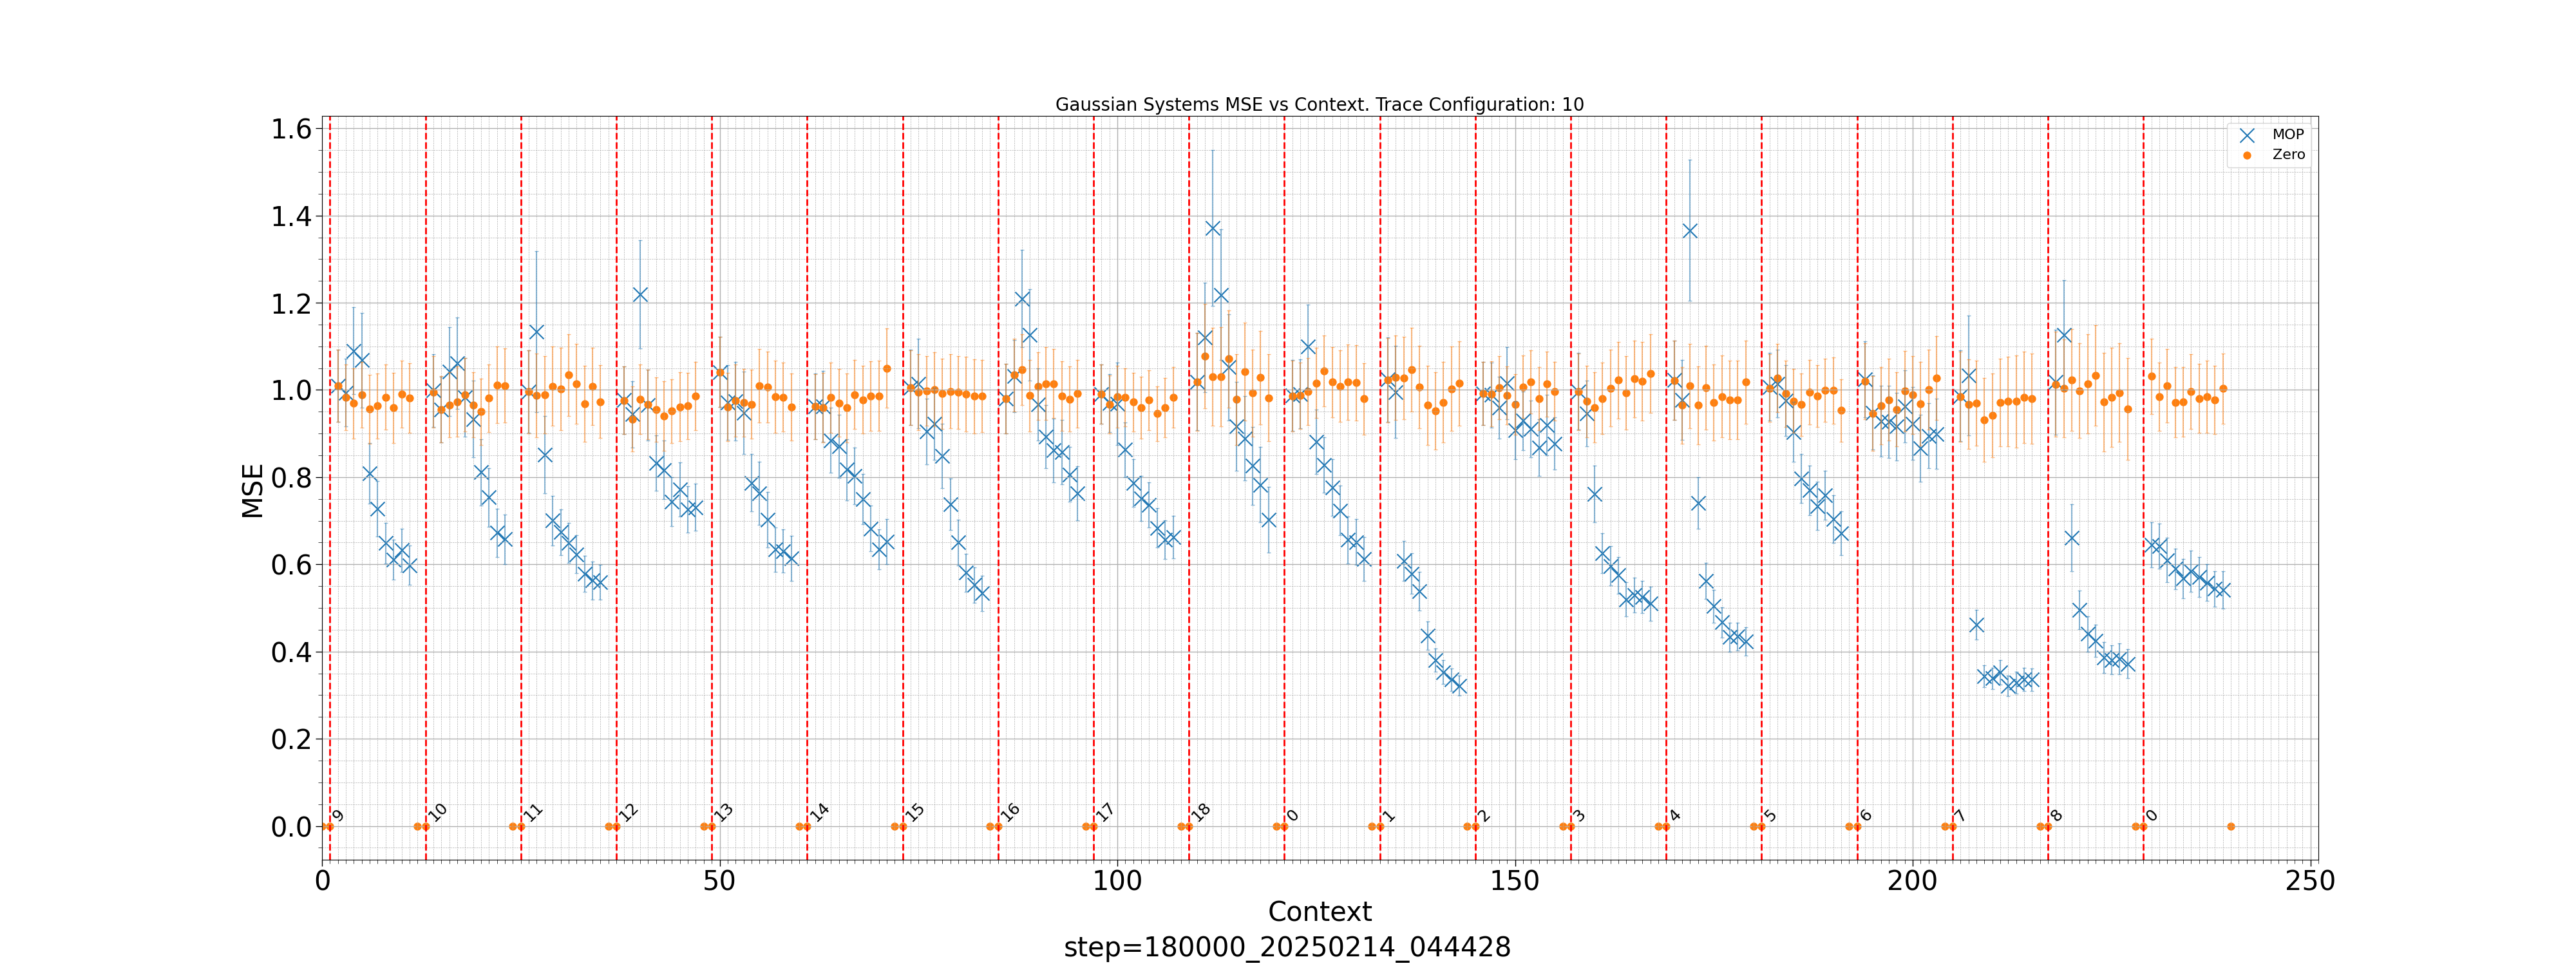 Gaussian Systems MSE vs Context. Trace Configuration: 10
MOP
Zero
MSE
1.6
1.4
1.2
1.0
0.8
0.6
0.4
0.2
0.0
9 10 11 12 13 14 15 16 17 18 0 1 2 3 4 5 6 7 8 0
0 50 100 150 200 250
Context
step=180000_20250214_044428